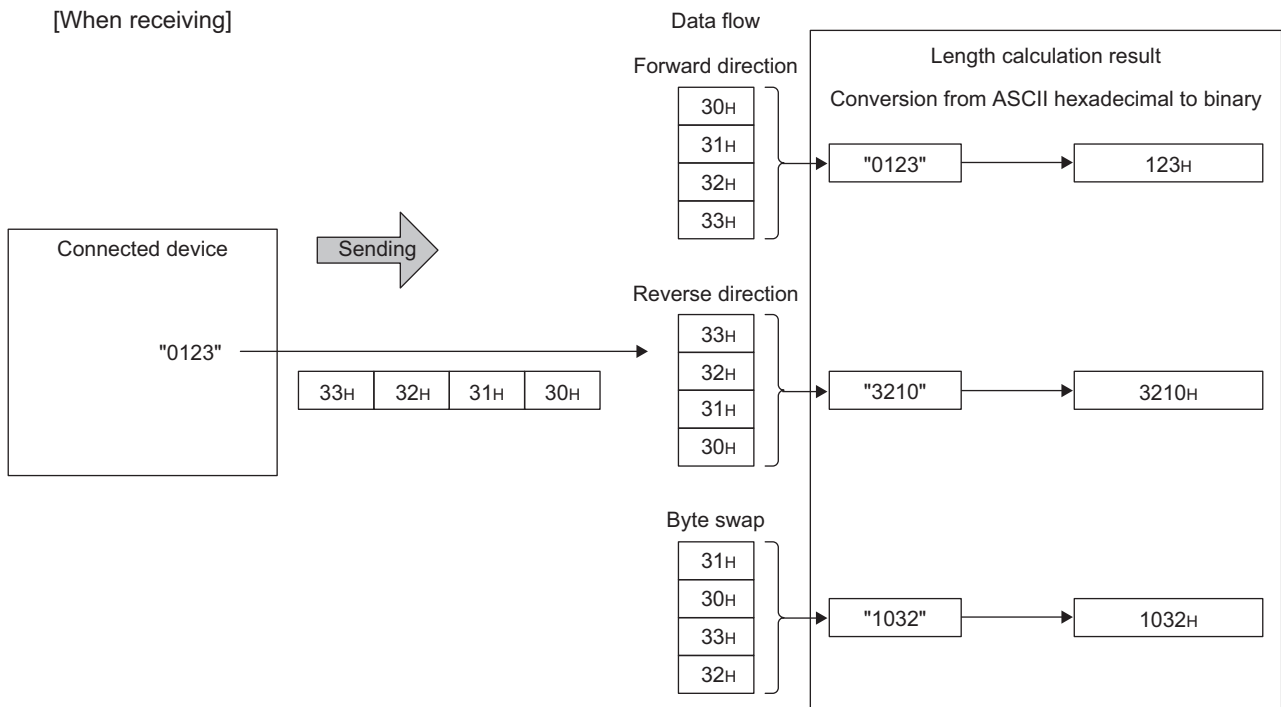 [When receiving]
Data flow
Length calculation result
Conversion from ASCII hexadecimal to binary
Forward direction
30H
31H
32H
33H
"0123"
123H
Connected device
"0123"
Sending
33H 32H 31H 30H
Reverse direction
33H
32H
31H
30H
"3210"
3210H
Byte swap
31H
30H
33H
32H
"1032"
1032H